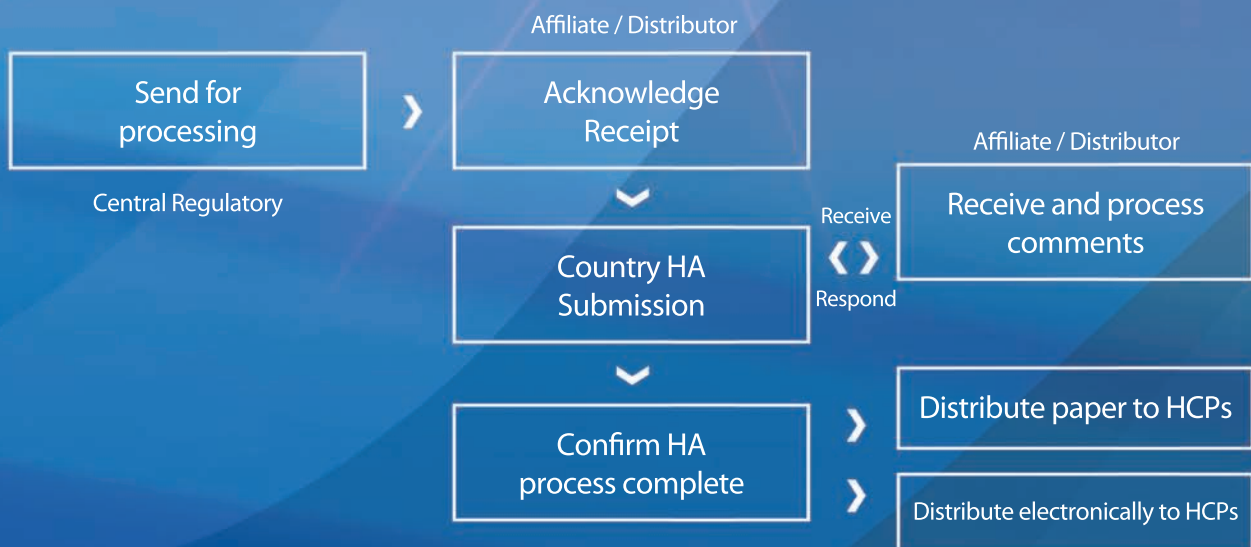 Affiliate / Distributor
Send for
processing
Central Regulatory
Acknowledge
Receipt
Affiliate / Distributor
Receive and process
comments
Receive
Respond
Country HA
Submission
Confirm HA
process complete
Distribute paper to HCPs
Distribute electronically to HCPs